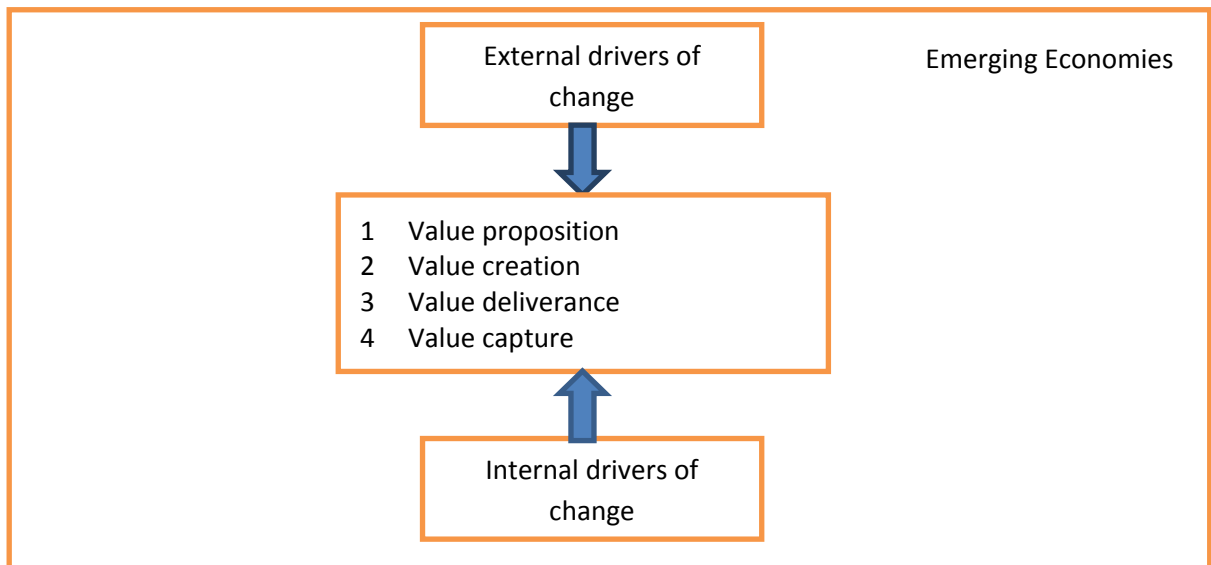 External drivers of
change
Emerging Economies
1 Value proposition
2 Value creation
3 Value deliverance
4 Value capture
Internal drivers of
change